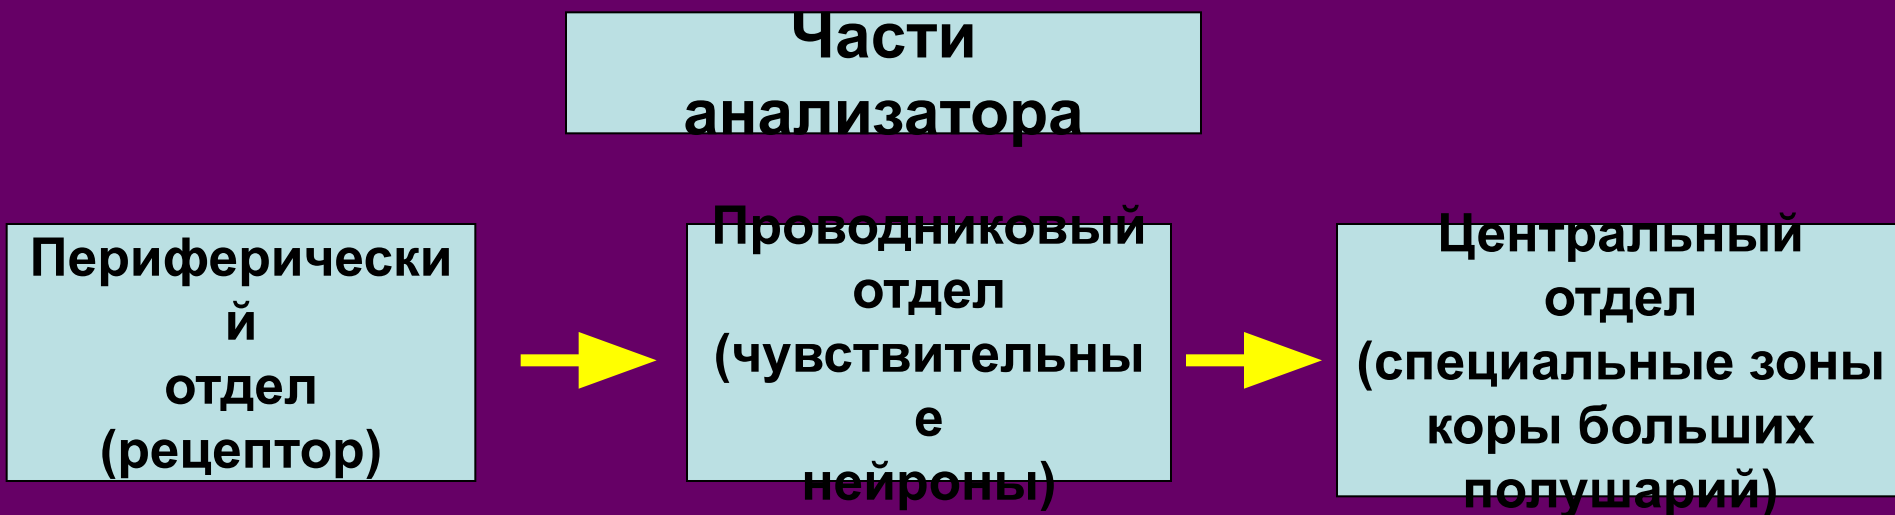 Части
анализатора
Периферически
й
отдел
(рецептор)
Проводниковый
отдел
(чувствительны
е
нейроны)
Центральный
отдел
(специальные зоны
коры больших
полушарий)